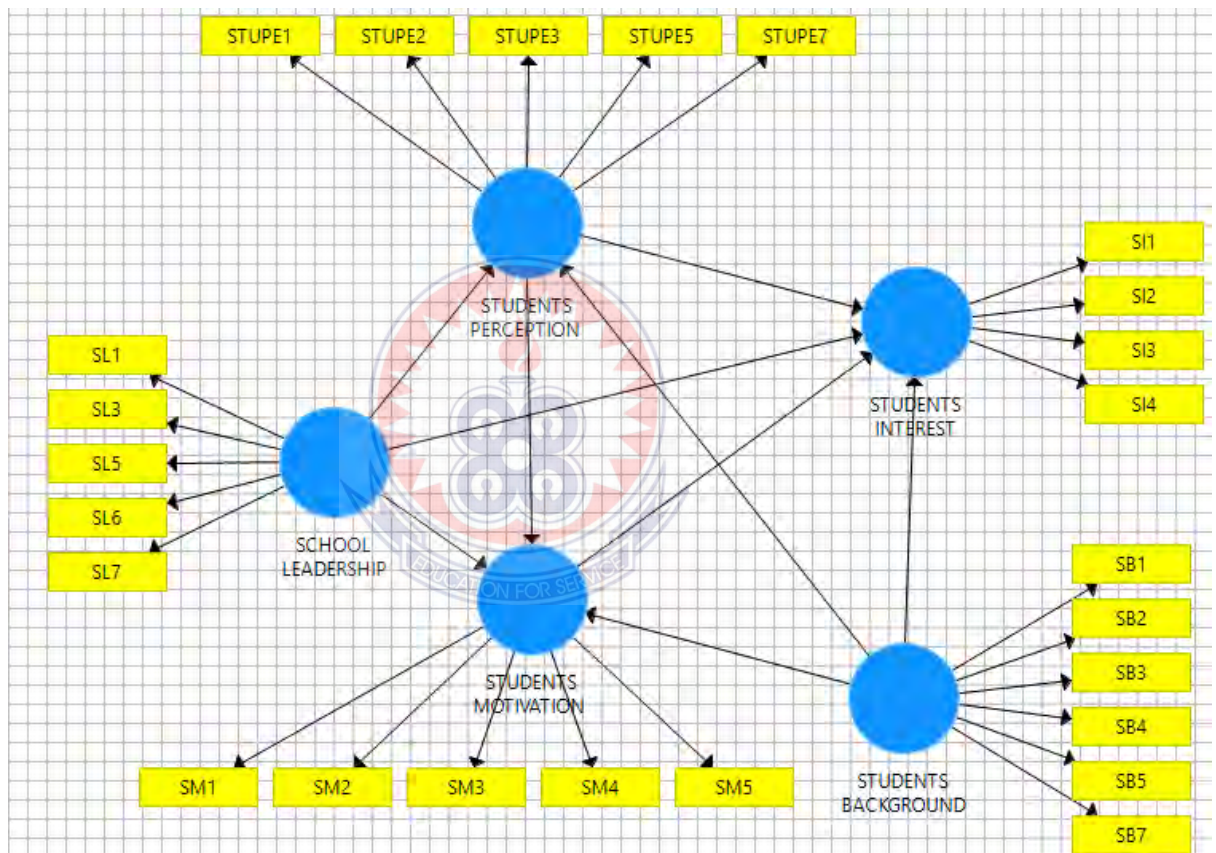 STUPE1
STUPE2
STUPE3
STUPE5
STUPE7
STUDENTS
PERCEPTION
SI1
SI2
SI3
SI4
STUDENTS
INTEREST
SL1
SL3
SL5
SL6
SL7
SCHOOL
LEADERSHIP
EDUCATION FOR SERVICE
STUDENTS
MOTIVATION
SM1
SM2
SM3
SM4
SM5
SB1
SB2
SB3
SB4
SB5
SB7
STUDENTS
BACKGROUND